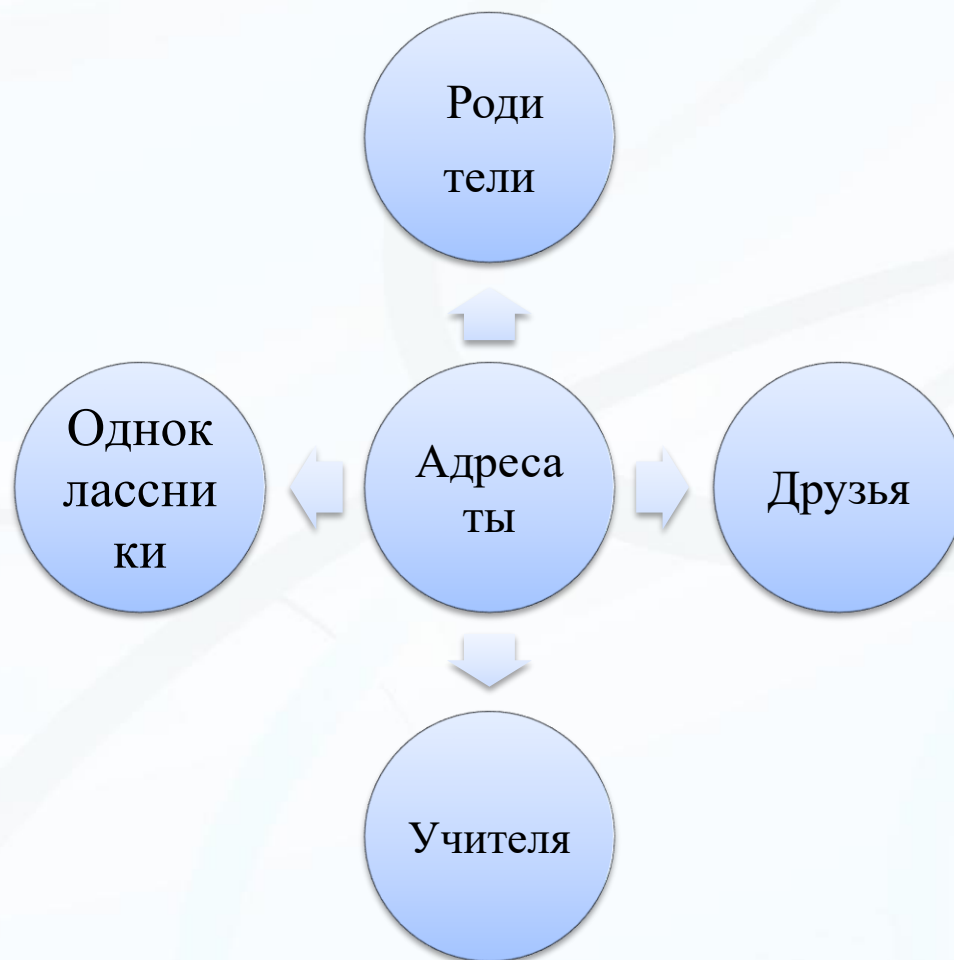 Роди
тели
Однок
лассни
ки
Адреса
ты
Друзья
Учителя